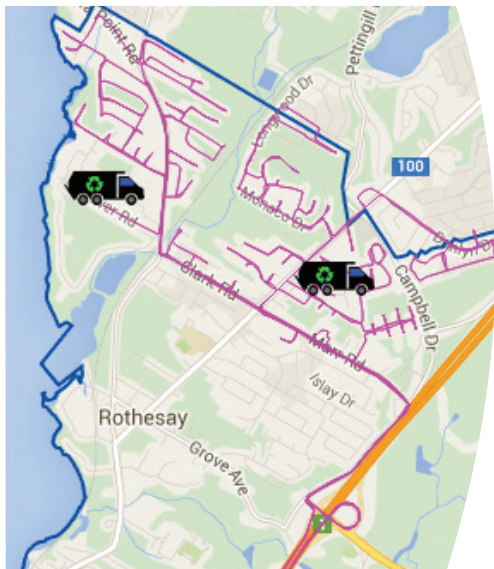 Point Rd
Pettingill
Longwood Dr
100
Monaco Dr
Rd
Clark Rd
Campbell Dr
Marr Rd
Islay Dr
Rothesay
Grove Ave